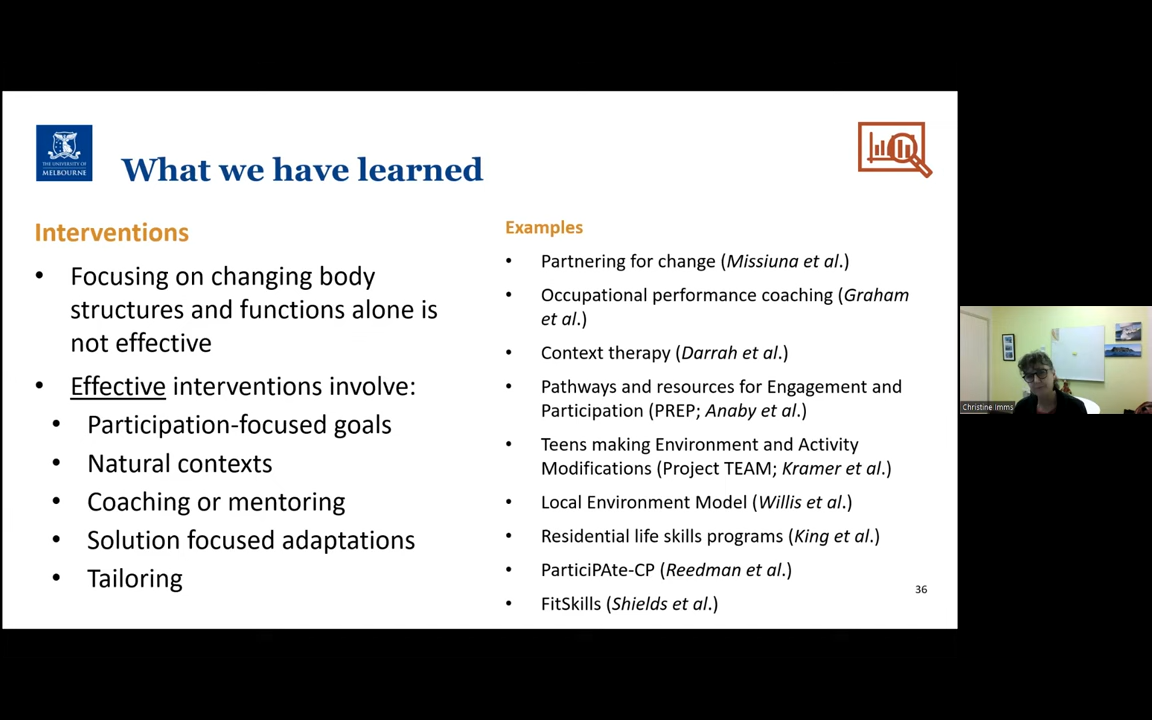 THE UNIVERSITY OF
MELBOURNE
What we have learned
Interventions
• Focusing on changing body
structures and functions alone is
not effective
• Effective interventions involve:
• Participation-focused goals
• Natural contexts
• Coaching or mentoring
• Solution focused adaptations
• Tailoring
Examples
• Partnering for change (Missiuna et al.)
• Occupational performance coaching (Graham
et al.)
• Context therapy (Darrah et al.)
• Pathways and resources for Engagement and
Participation (PREP; Anaby et al.)
• Teens making Environment and Activity
Modifications (Project TEAM; Kramer et al.)
• Local Environment Model (Willis et al.)
• Residential life skills programs (King et al.)
• ParticiPAte-CP (Reedman et al.)
• FitSkills (Shields et al.)
36
Christine Imms